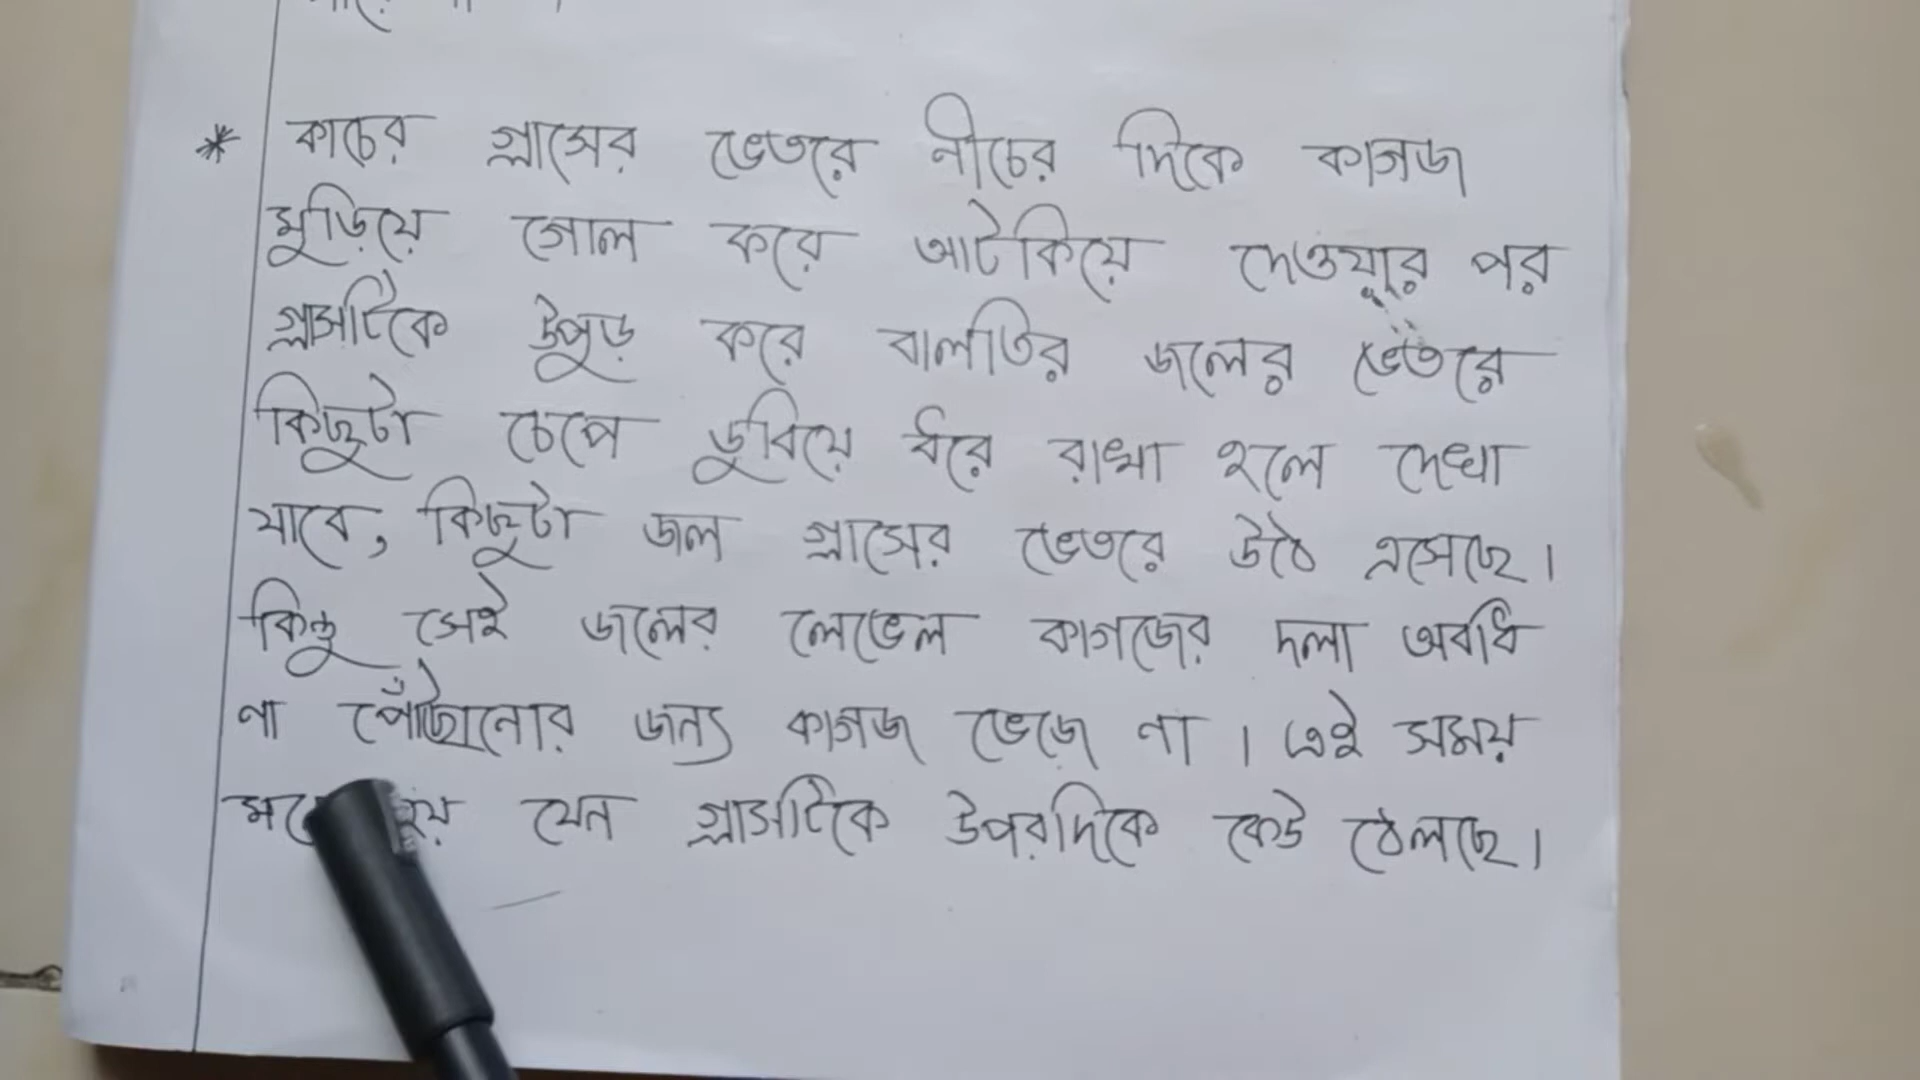 * কাচের গ্লাসের ভেতরে নীচের দিকে কাগজ
মুড়িয়ে গোল করে আটকিয়ে দেওয়ার পর
গ্লাসটিকে উপুড় করে বালতির জলের ভেতরে
কিছুটা চেপে ডুবিয়ে ধরে রাখা হলে দেখা
যাবে, কিছুটা জল গ্লাসের ভেতরে উঠে এসেছে।
কিন্তু সেই জলের লেভেল কাগজের দলা অবধি
না পৌঁছানোর জন্য কাগজ ভেজে না। এই সময়
হয় যেন গ্লাসটিকে উপরদিকে কেউ ঠেলছে।